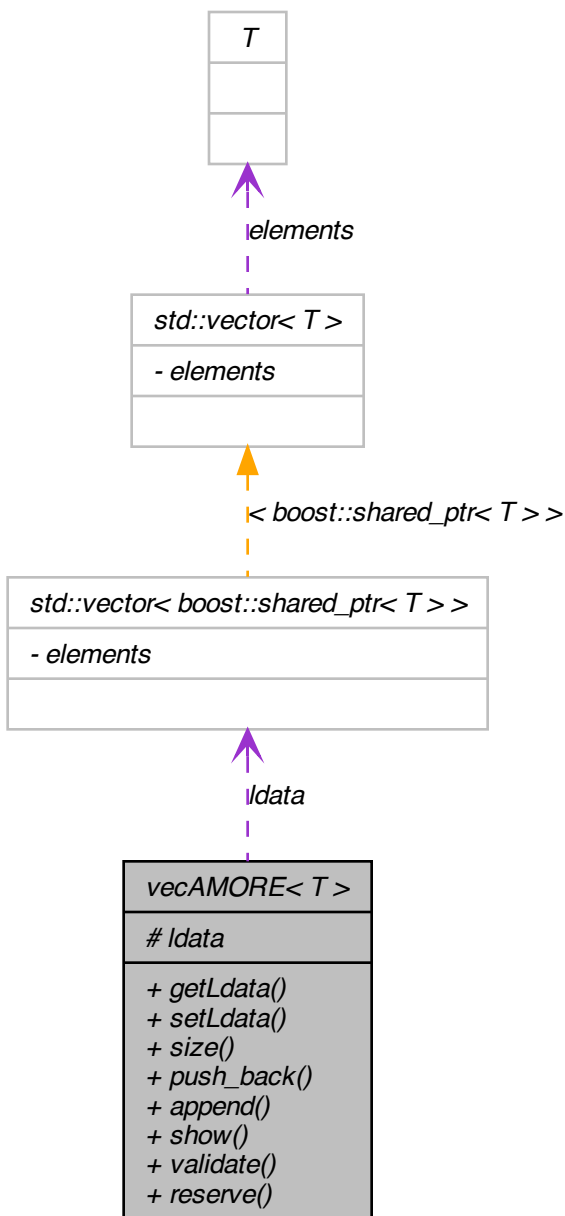 T
elements
std::vector< T >
- elements
< boost::shared_ptr< T > >
std::vector< boost::shared_ptr< T > >
- elements
ldata
vecAMORE< T >
# ldata
+ getLdata()
+ setLdata()
+ size()
+ push_back()
+ append()
+ show()
+ validate()
+ reserve()